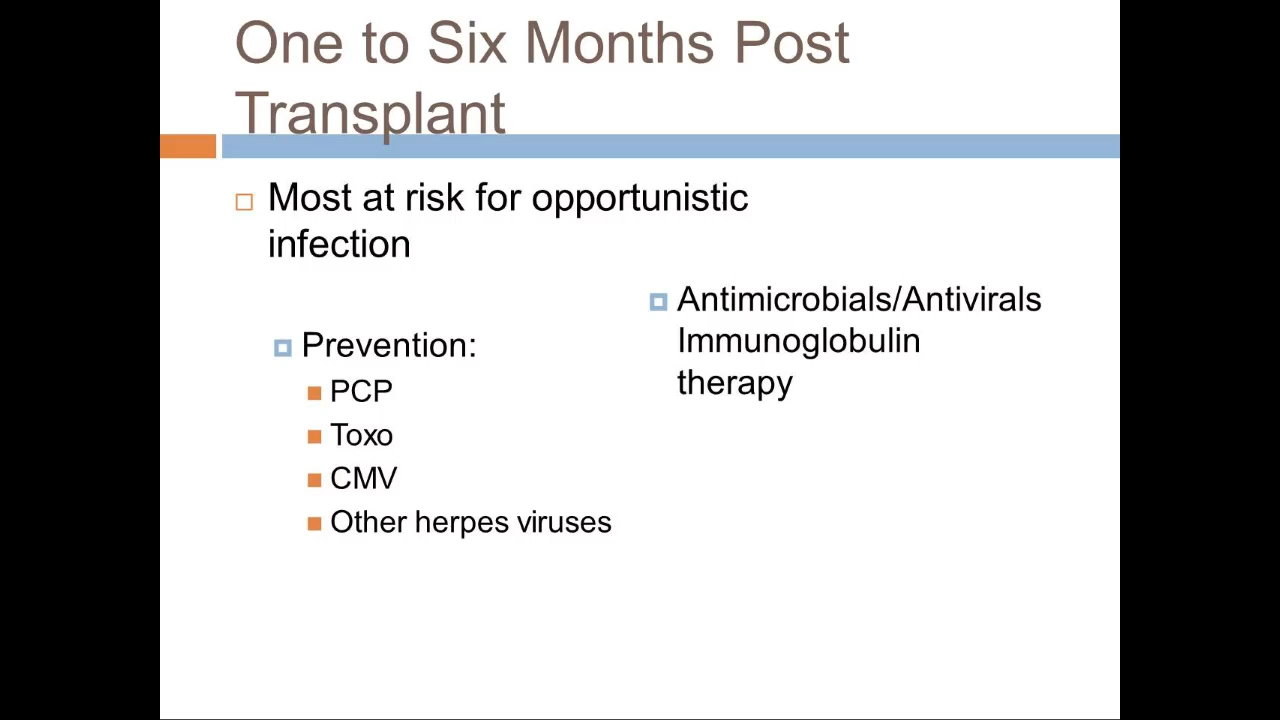 One to Six Months Post
Transplant
Most at risk for opportunistic
infection
Prevention:
PCP
Toxo
CMV
Other herpes viruses
Antimicrobials/Antivirals
Immunoglobulin
therapy